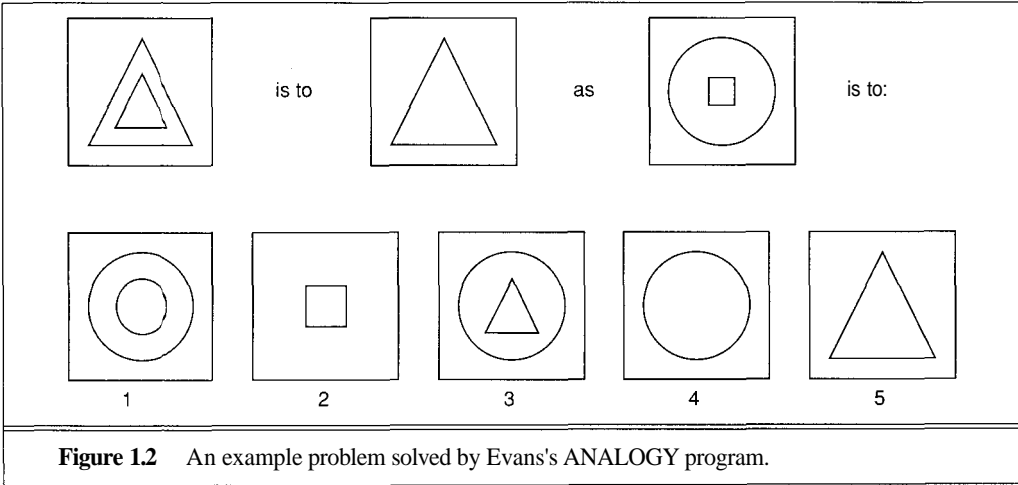 is to as is to:
1 2 3 4 5
Figure 1.2 An example problem solved by Evans's ANALOGY program.